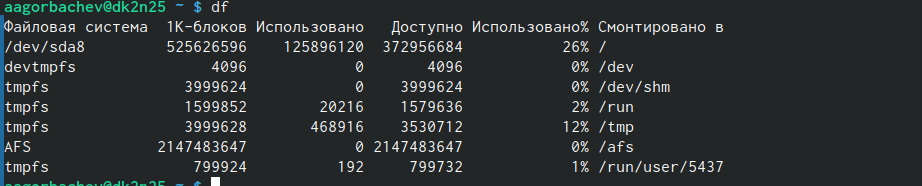 aagorbachev@dk2n25 ~ $ df
Файловая система 1K-блоков Использовано Доступно Использовано% Смонтировано в
/dev/sda8 525626596 125896120 372956684 26% /
devtmpfs 4096 0 4096 0% /dev
tmpfs 3999624 0 3999624 0% /dev/shm
tmpfs 1599852 20216 1579636 2% /run
tmpfs 3999628 468916 3530712 12% /tmp
AFS 2147483647 0 2147483647 0% /afs
tmpfs 799924 192 799732 1% /run/user/5437
aagorbachev@dk2n25 ~ $